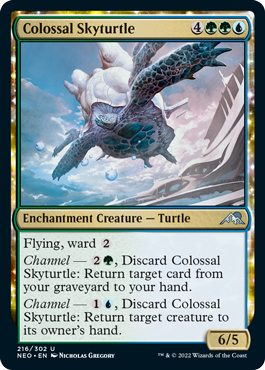 Colossal Skyturtle 4
Enchantment Creature — Turtle
Flying, ward 2
Channel — 2, Discard Colossal
Skyturtle: Return target card from
your graveyard to your hand.
Channel — 1, Discard Colossal
Skyturtle: Return target creature to
its owner's hand.
6/5
216/302 U
NEO • EN Nicholas Gregory
™ & © 2022 Wizards of the Coast